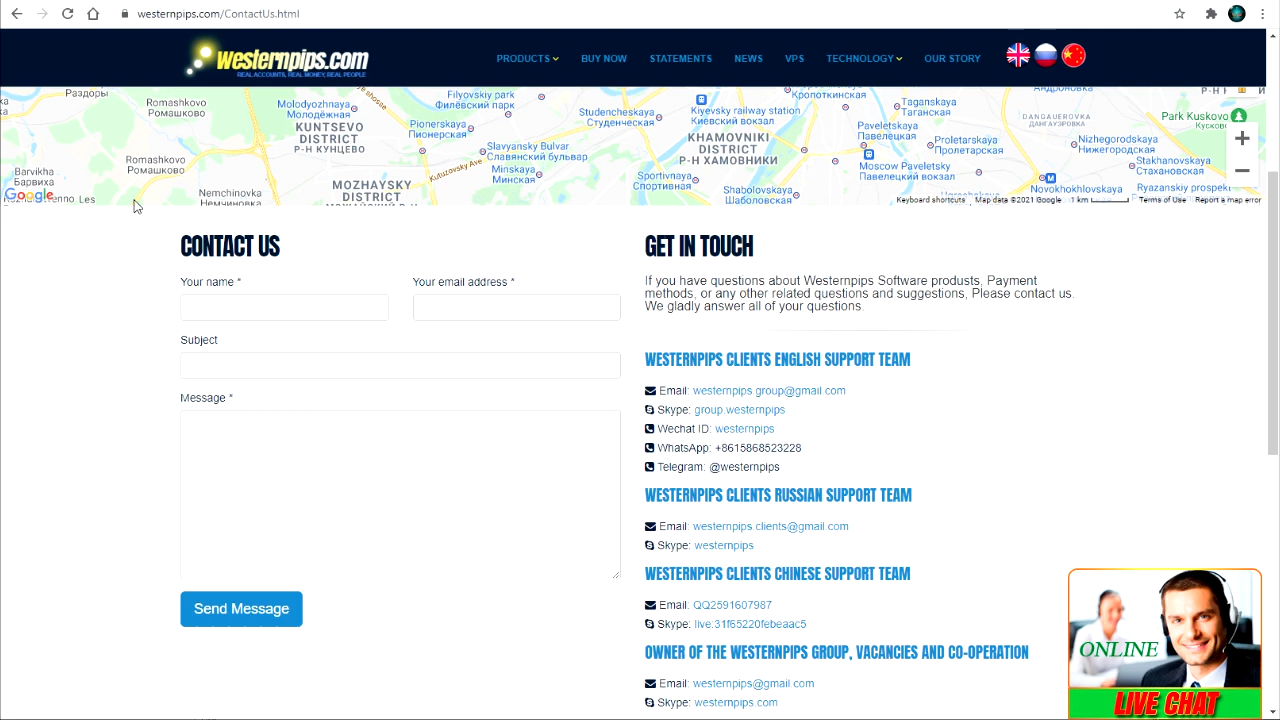 westernpips.com/ContactUs.html
westernpips.com
REAL ACCOUNTS, REAL MONEY, REAL PEOPLE
PRODUCTS
BUY NOW
STATEMENTS
NEWS
VPS
TECHNOLOGY
OUR STORY
Раздоры
Romashkovo
Ромашково
Molodyozhnaya
Молодёжная
KUNTSEVO
DISTRICT
Р-Н КУНЦЕВО
Filyovskiy park
Филёвский парк
Pionerskaya
Пионерская
Slavyansky Bulvar
Славянский бульвар
Kutuzovy Ave.
Minskaya
Минская
Studencheskaya
Студенческая
Kiyevsky railway station
Киевский вокзал
KHAMOVNIKI
DISTRICT
Р-Н ХАМОВНИКИ
Sportivnaya
Спортивная
Shabolovskaya
Шаболовская
Кропоткинская
Taganskaya
Таганская
Paveletskaya
Павелецкая
Proletarskaya
Пролетарская
Moscow Paveletsky
Павелецкий вокзал
Андроновка
DANGAUEROVKA
ДАНГАУЭРОВКА
Park Kuskovo
Nizhegorodskaya
Нижегородская
Stakhanovskaya
Стахановская
Novokhokhlovskaya
Ryazanskiy prospekt
Romashkovo
Ромашково
Barvikha
Барвиха
Nemchinovka
Немчиновка
MOZHAYSKY
DISTRICT
Les
Google
Keyboard shortcuts
Map data ©2021 Google
1 km
Terms of Use
Report a map error
CONTACT US
Your name *
Your email address *
Subject
Message *
Send Message
GET IN TOUCH
If you have questions about Westernpips Software produsts, Payment
methods, or any other related questions and suggestions, Please contact us.
We gladly answer all of your questions.
WESTERNPIPS CLIENTS ENGLISH SUPPORT TEAM
Email: westernpips.group@gmail.com
Skype: group.westernpips
Wechat ID: westernpips
WhatsApp: +8615868523228
Telegram: @westernpips
WESTERNPIPS CLIENTS RUSSIAN SUPPORT TEAM
Email: westernpips.clients@gmail.com
Skype: westernpips
WESTERNPIPS CLIENTS CHINESE SUPPORT TEAM
Email: QQ2591607987
Skype: live:31f65220febeaac5
OWNER OF THE WESTERNPIPS GROUP, VACANCIES AND CO-OPERATION
Email: westernpips@gmail.com
Skype: westernpips.com
ONLINE
LIVE CHAT